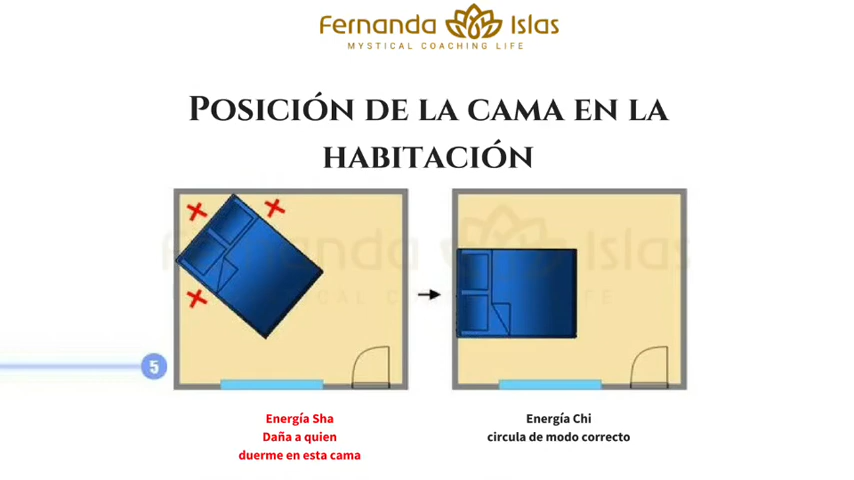 Fernanda Islas
MYSTICAL COACHING LIFE
POSICIÓN DE LA CAMA EN LA
HABITACIÓN
5
Energía Sha
Daña a quien
duerme en esta cama
Energía Chi
circula de modo correcto